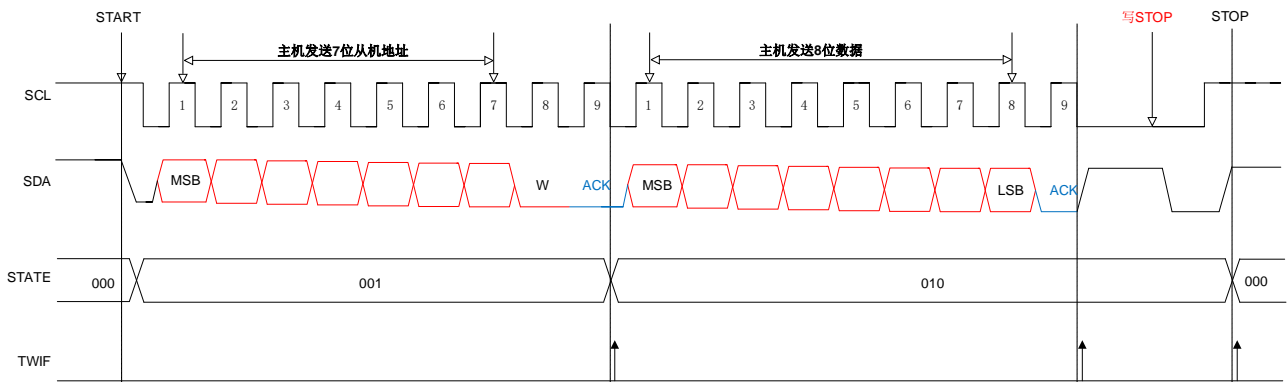 START 写STOP STOP
主机发送7位从机地址 主机发送8位数据
SCL 1 2 3 4 5 6 7 8 9 1 2 3 4 5 6 7 8 9
SDA MSB W ACK MSB LSB ACK
STATE 000 001 010 000
TWIF